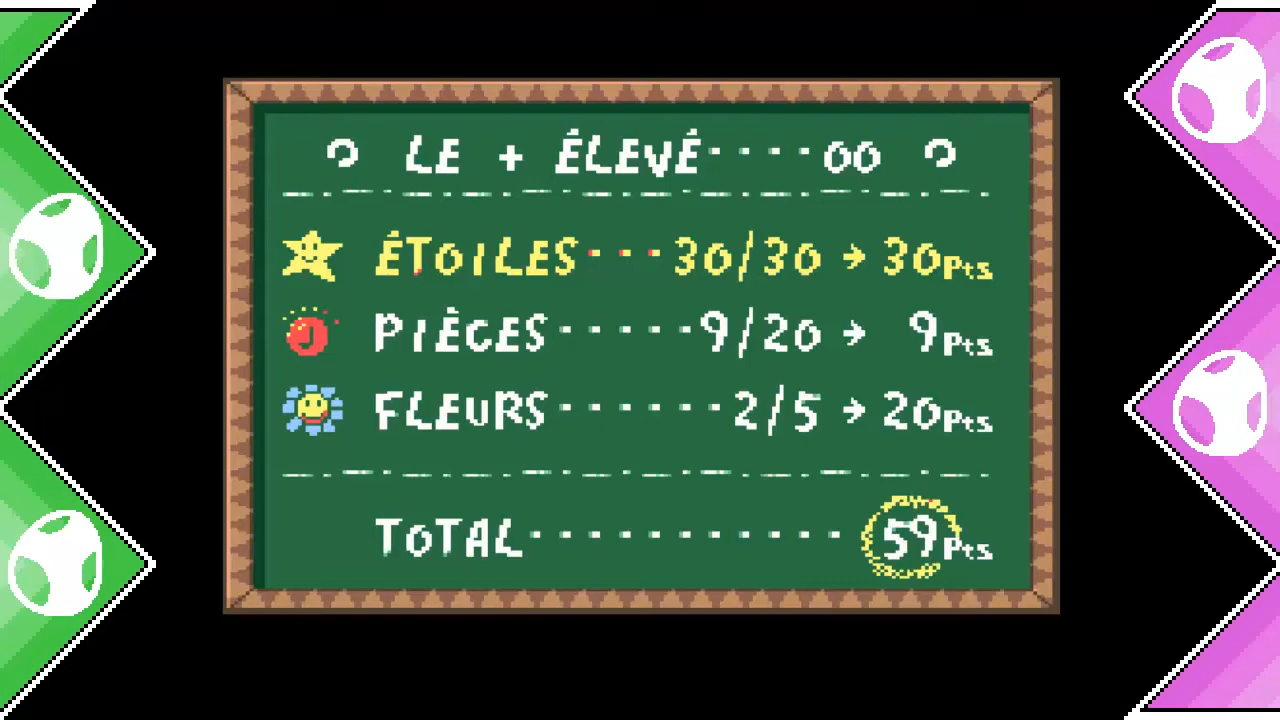 LE + ÉLEVÉ····00
ÉTOILES···30/30 → 30Pts
PIÈCES·····9/20 → 9Pts
FLEURS······2/5 → 20Pts
TOTAL···········59Pts